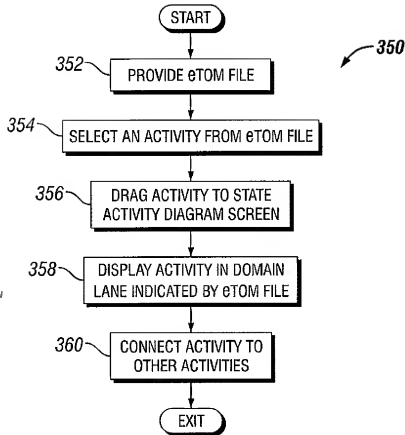 START
350
352
PROVIDE eTOM FILE
354
SELECT AN ACTIVITY FROM eTOM FILE
356
DRAG ACTIVITY TO STATE
ACTIVITY DIAGRAM SCREEN
358
DISPLAY ACTIVITY IN DOMAIN
LANE INDICATED BY eTOM FILE
360
CONNECT ACTIVITY TO
OTHER ACTIVITIES
EXIT